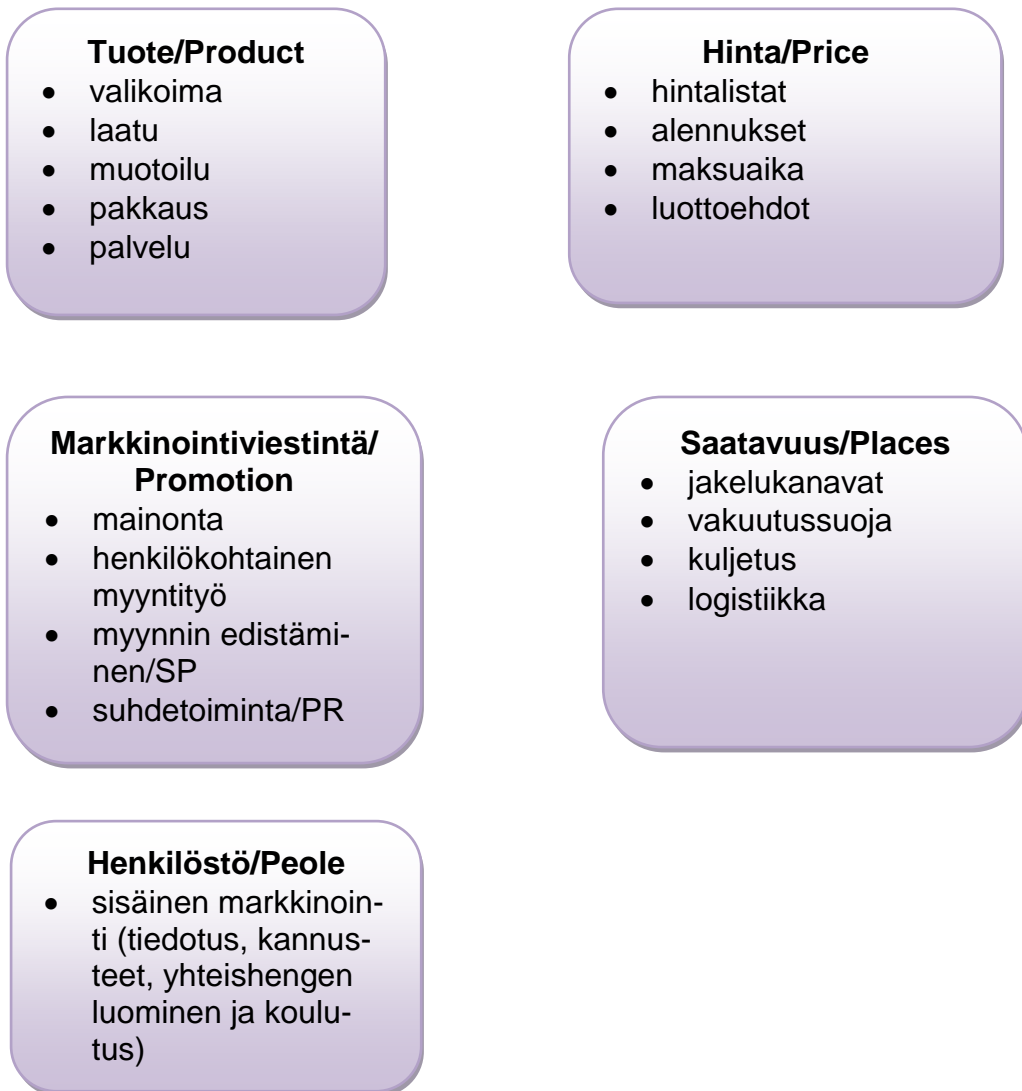 Tuote/Product
• valikoima
• laatu
• muotoilu
• pakkaus
• palvelu
Hinta/Price
• hintalistat
• alennukset
• maksuaika
• luottoehdot
Markkinointiviestintä/
Promotion
• mainonta
• henkilökohtainen
myyntityö
• myynnin edistämi-
nen/SP
• suhdetoiminta/PR
Saatavuus/Places
• jakelukanavat
• vakuutussuoja
• kuljetus
• logistiikka
Henkilöstö/Peole
• sisäinen markkinoin-
ti (tiedotus, kannus-
teet, yhteishengen
luominen ja koulu-
tus)